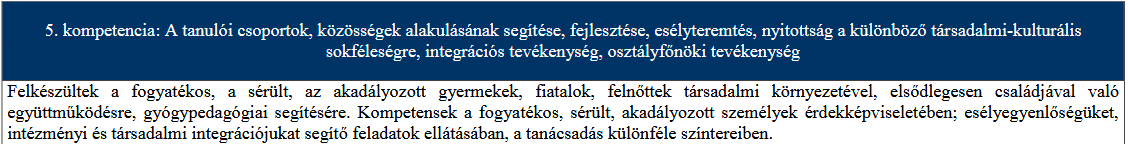 5. kompetencia: A tanulói csoportok, közösségek alakulásának segítése, fejlesztése, esélyteremtés, nyitottság a különböző társadalmi-kulturális
sokféleségre, integrációs tevékenység, osztályfőnöki tevékenység
Felkészültek a fogyatékos, a sérült, az akadályozott gyermekek, fiatalok, felnőttek társadalmi környezetével, elsődlegesen családjával való
együttműködésre, gyógypedagógiai segítésére. Kompetensek a fogyatékos, sérült, akadályozott személyek érdekképviseletében; esélyegyenlőségüket,
intézményi és társadalmi integrációjukat segítő feladatok ellátásában, a tanácsadás különféle színtereiben.